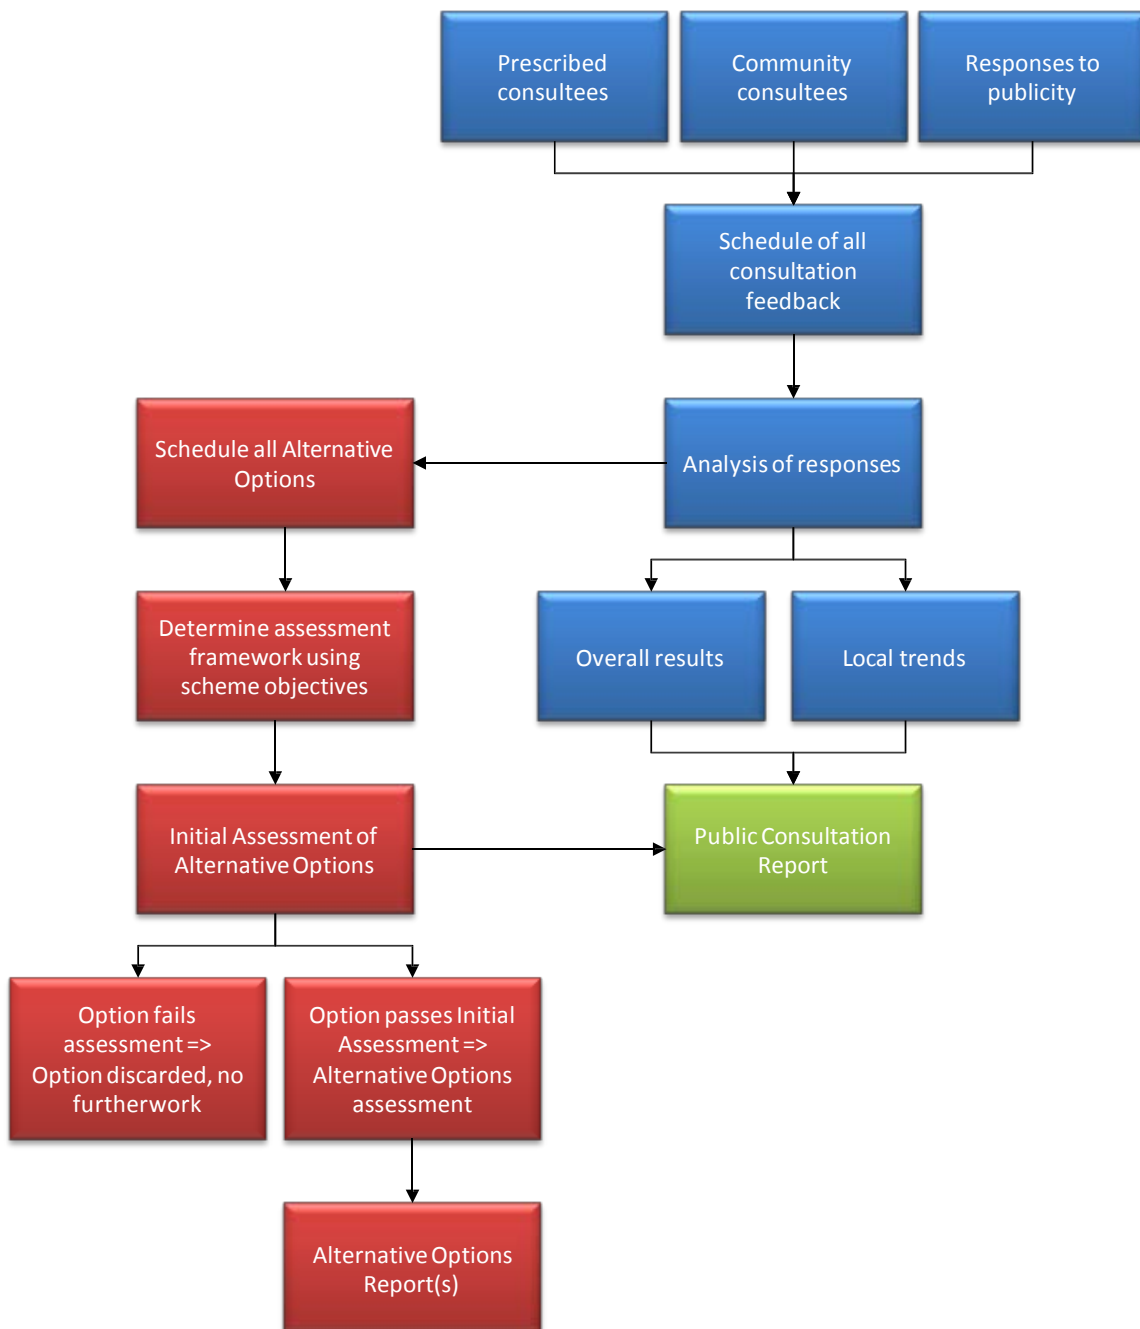 Prescribed
consultees
Community
consultees
Responses to
publicity
Schedule of all
consultation
feedback
Schedule all Alternative
Options
Analysis of responses
Determine assessment
framework using
scheme objectives
Overall results
Local trends
Initial Assessment of
Alternative Options
Public Consultation
Report
Option fails
assessment =>
Option discarded, no
furtherwork
Option passes Initial
Assessment =>
Alternative Options
assessment
Alternative Options
Report(s)